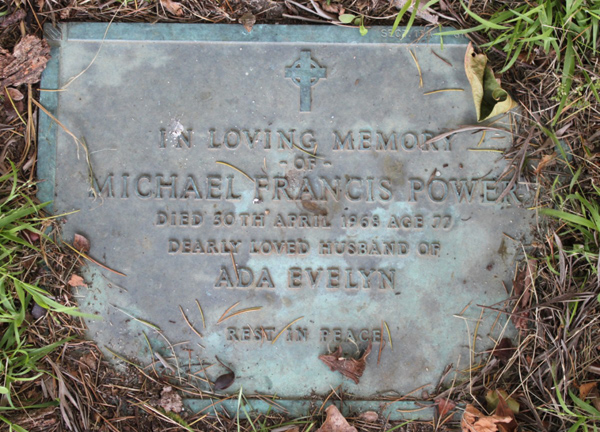 IN LOVING MEMORY
-OF-
MICHAEL FRANCIS POWER
DIED 30TH APRIL 1968 AGE 77
DEARLY LOVED HUSBAND OF
ADA EVELYN
REST IN PEACE